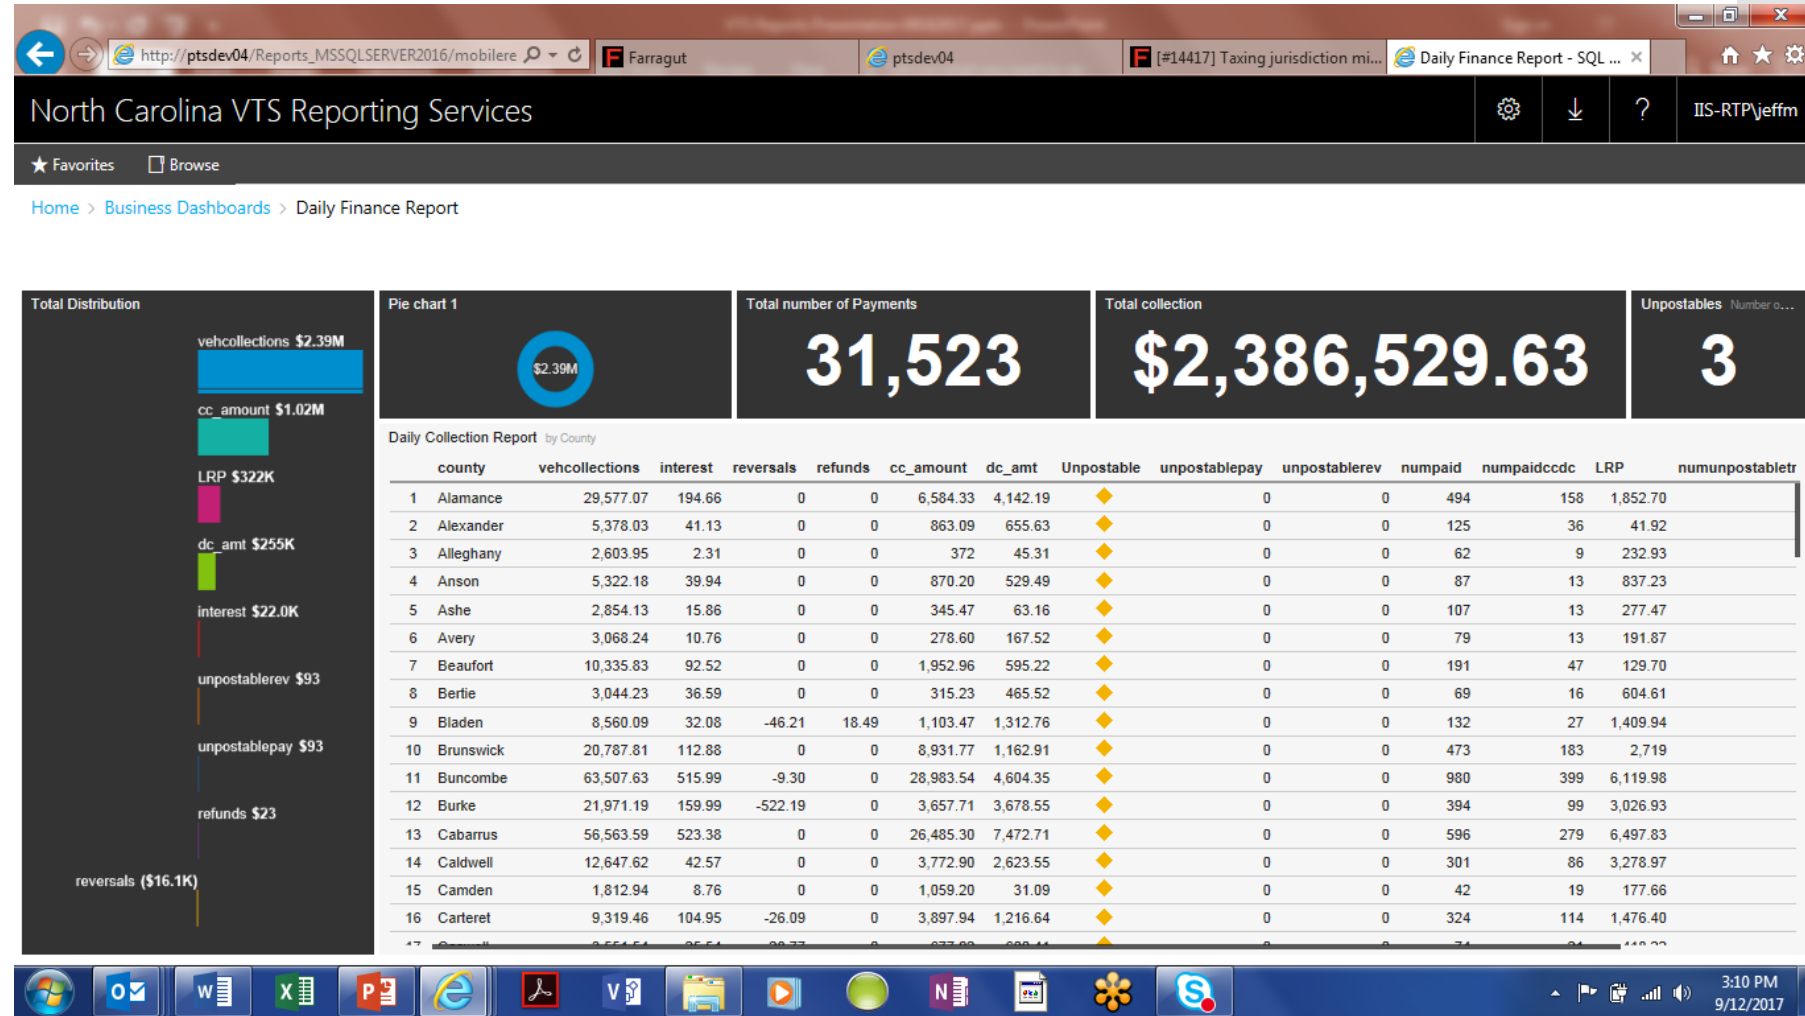 http://ptsdev04/Reports_MSSQLSERVER2016/mobilere
Farragut
ptsdev04
[#14417] Taxing jurisdiction mi...
Daily Finance Report - SQL ...
North Carolina VTS Reporting Services
?
IIS-RTP\jeffm
Favorites Browse
Home > Business Dashboards > Daily Finance Report
Total Distribution
vehcollections $2.39M
cc_amount $1.02M
LRP $322K
dc_amt $255K
interest $22.0K
unpostablerev $93
unpostablepay $93
refunds $23
reversals ($16.1K)
Pie chart 1
$2.39M
Total number of Payments
31,523
Total collection
$2,386,529.63
Unpostables Number o...
3
Daily Collection Report by County
county vehcollections interest reversals refunds cc_amount dc_amt Unpostable unpostablepay unpostablerev numpaid numpaidccdc LRP numunpostabletr
1 Alamance 29,577.07 194.66 0 0 6,584.33 4,142.19 0 0 494 158 1,852.70
2 Alexander 5,378.03 41.13 0 0 863.09 655.63 0 0 125 36 41.92
3 Alleghany 2,603.95 2.31 0 0 372 45.31 0 0 62 9 232.93
4 Anson 5,322.18 39.94 0 0 870.20 529.49 0 0 87 13 837.23
5 Ashe 2,854.13 15.86 0 0 345.47 63.16 0 0 107 13 277.47
6 Avery 3,068.24 10.76 0 0 278.60 167.52 0 0 79 13 191.87
7 Beaufort 10,335.83 92.52 0 0 1,952.96 595.22 0 0 191 47 129.70
8 Bertie 3,044.23 36.59 0 0 315.23 465.52 0 0 69 16 604.61
9 Bladen 8,560.09 32.08 -46.21 18.49 1,103.47 1,312.76 0 0 132 27 1,409.94
10 Brunswick 20,787.81 112.88 0 0 8,931.77 1,162.91 0 0 473 183 2,719
11 Buncombe 63,507.63 515.99 -9.30 0 28,983.54 4,604.35 0 0 980 399 6,119.98
12 Burke 21,971.19 159.99 -522.19 0 3,657.71 3,678.55 0 0 394 99 3,026.93
13 Cabarrus 56,563.59 523.38 0 0 26,485.30 7,472.71 0 0 596 279 6,497.83
14 Caldwell 12,647.62 42.57 0 0 3,772.90 2,623.55 0 0 301 86 3,278.97
15 Camden 1,812.94 8.76 0 0 1,059.20 31.09 0 0 42 19 177.66
16 Carteret 9,319.46 104.95 -26.09 0 3,897.94 1,216.64 0 0 324 114 1,476.40
17
3:10 PM
9/12/2017